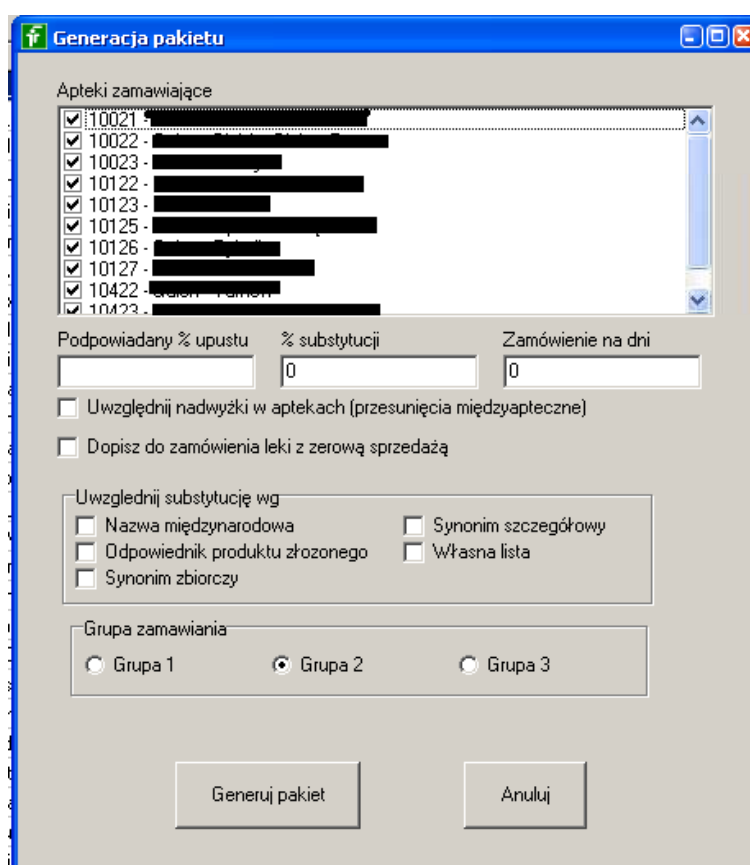 Generacja pakietu
Apteki zamawiające
10021 -
10022 -
10023 -
10122 -
10123 -
10125 -
10126 -
10127 -
10422 -
10423 -
Podpowiadany % upustu % substytucji Zamówienie na dni
0 0
Uwzględnij nadwyżki w aptekach (przesunięcia międzyapteczne)
Dopisz do zamówienia leki z zerową sprzedażą
Uwzglednij substytucję wg
Nazwa międzynarodowa Synonim szczegółowy
Odpowiednik produktu złozonego Własna lista
Synonim zbiorczy
Grupa zamawiania
Grupa 1 Grupa 2 Grupa 3
Generuj pakiet Anuluj